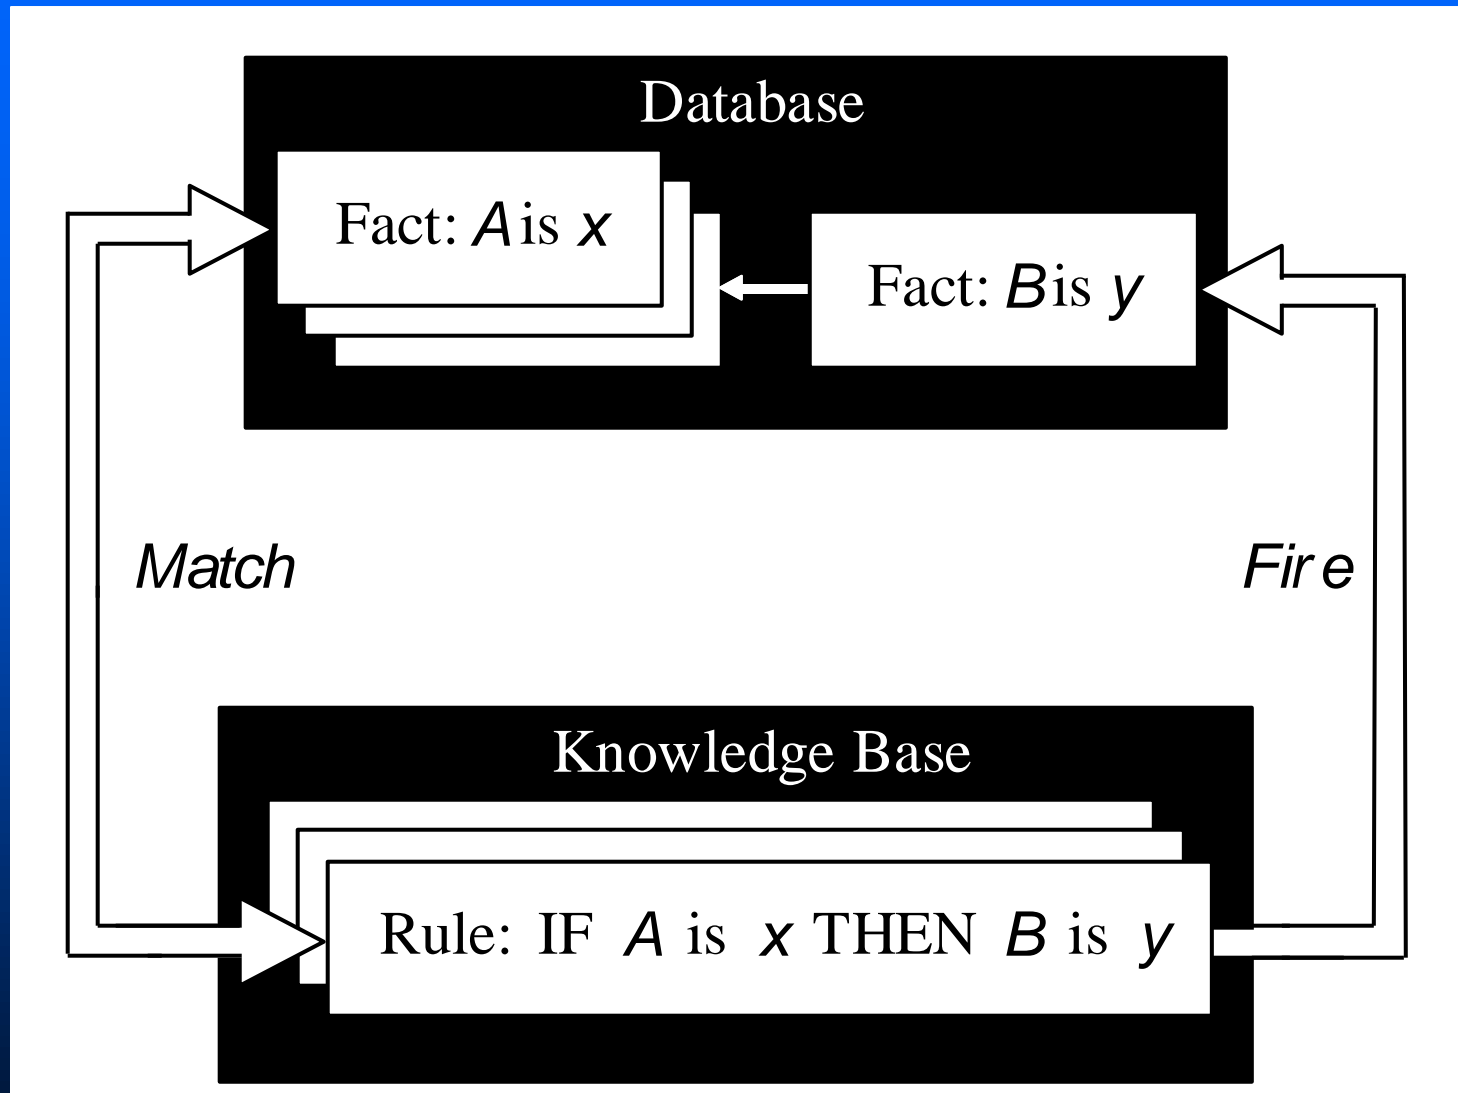 Database
Fact: A is x
Fact: B is y
Match
Fire
Knowledge Base
Rule: IF A is x THEN B is y